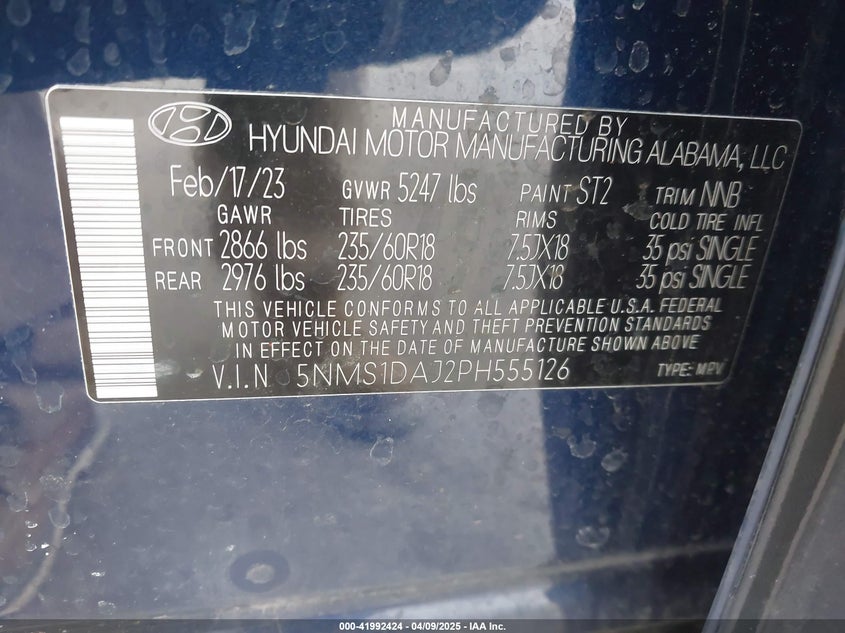 MANUFACTURED BY
HYUNDAI MOTOR MANUFACTURING ALABAMA, LLC
Feb/17/23 GVWR 5247 lbs PAINT ST2 TRIM NNB
GAWR TIRES RIMS COLD TIRE INFL
FRONT 2866 lbs 235/60R18 7.5JX18 35 psi SINGLE
REAR 2976 lbs 235/60R18 7.5JX18 35 psi SINGLE
THIS VEHICLE CONFORMS TO ALL APPLICABLE U.S.A. FEDERAL
MOTOR VEHICLE SAFETY AND THEFT PREVENTION STANDARDS
IN EFFECT ON THE DATE OF MANUFACTURE SHOWN ABOVE
V.I.N 5NMS1DAJ2PH555126 TYPE: MPV
000-41992424 - 04/09/2025 - IAA Inc.